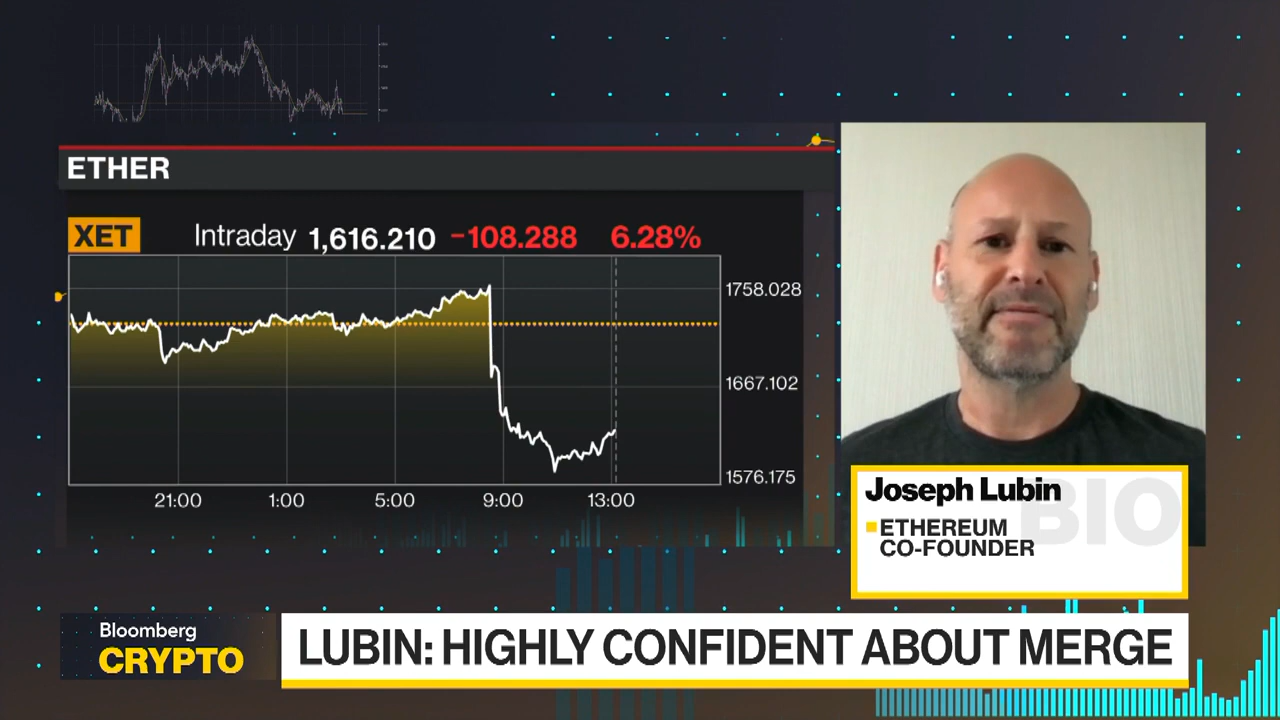 ETHER
XET Intraday 1,616.210 −108.288 6.28%
1758.028
1667.102
1576.175
21:00 1:00 5:00 9:00 13:00
BIO
Joseph Lubin
ETHEREUM
CO-FOUNDER
Bloomberg
CRYPTO
LUBIN: HIGHLY CONFIDENT ABOUT MERGE